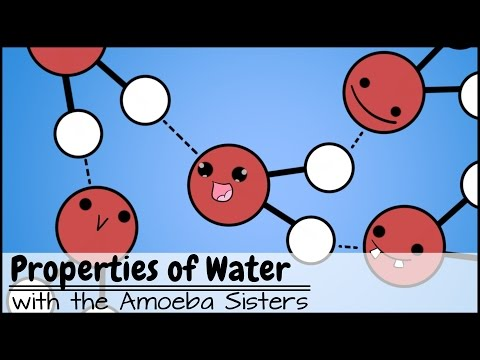 Properties of Water
with the Amoeba Sisters